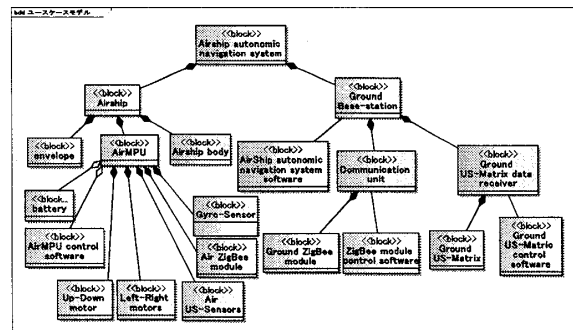 bdd ユースケースモデル
<<block>>
Airship autonomic
navigation system
<<block>>
Airship
<<block>>
Ground
Base-station
<<block>>
envelope
<<block>>
AirMPU
<<block>>
Airship body
<<block>>
AirShip autonomic
navigation system
software
<<block>>
Communication
unit
<<block>>
Ground
US-Matrix data
receiver
<<block...
battery
<<block>>
AirMPU control
software
<<block>>
Gyro-Sensor
<<block>>
Air ZigBee
module
<<block>>
Ground ZigBee
module
<<block>>
ZigBee module
control software
<<block>>
Ground
US-Matrix
<<block>>
Ground
US-Matric
control
software
<<block>>
Up-Down
motor
<<block>>
Left-Right
motors
<<block>>
Air
US-Sensors